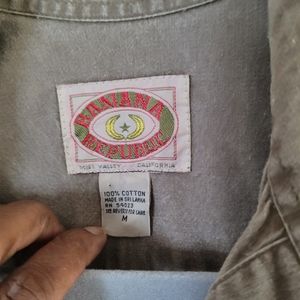 BANANA
REPUBLIC
MILL VALLEY CALIFORNIA
100% COTTON
MADE IN SRI LANKA
RN 54023
SEE REVERSE FOR CARE
M